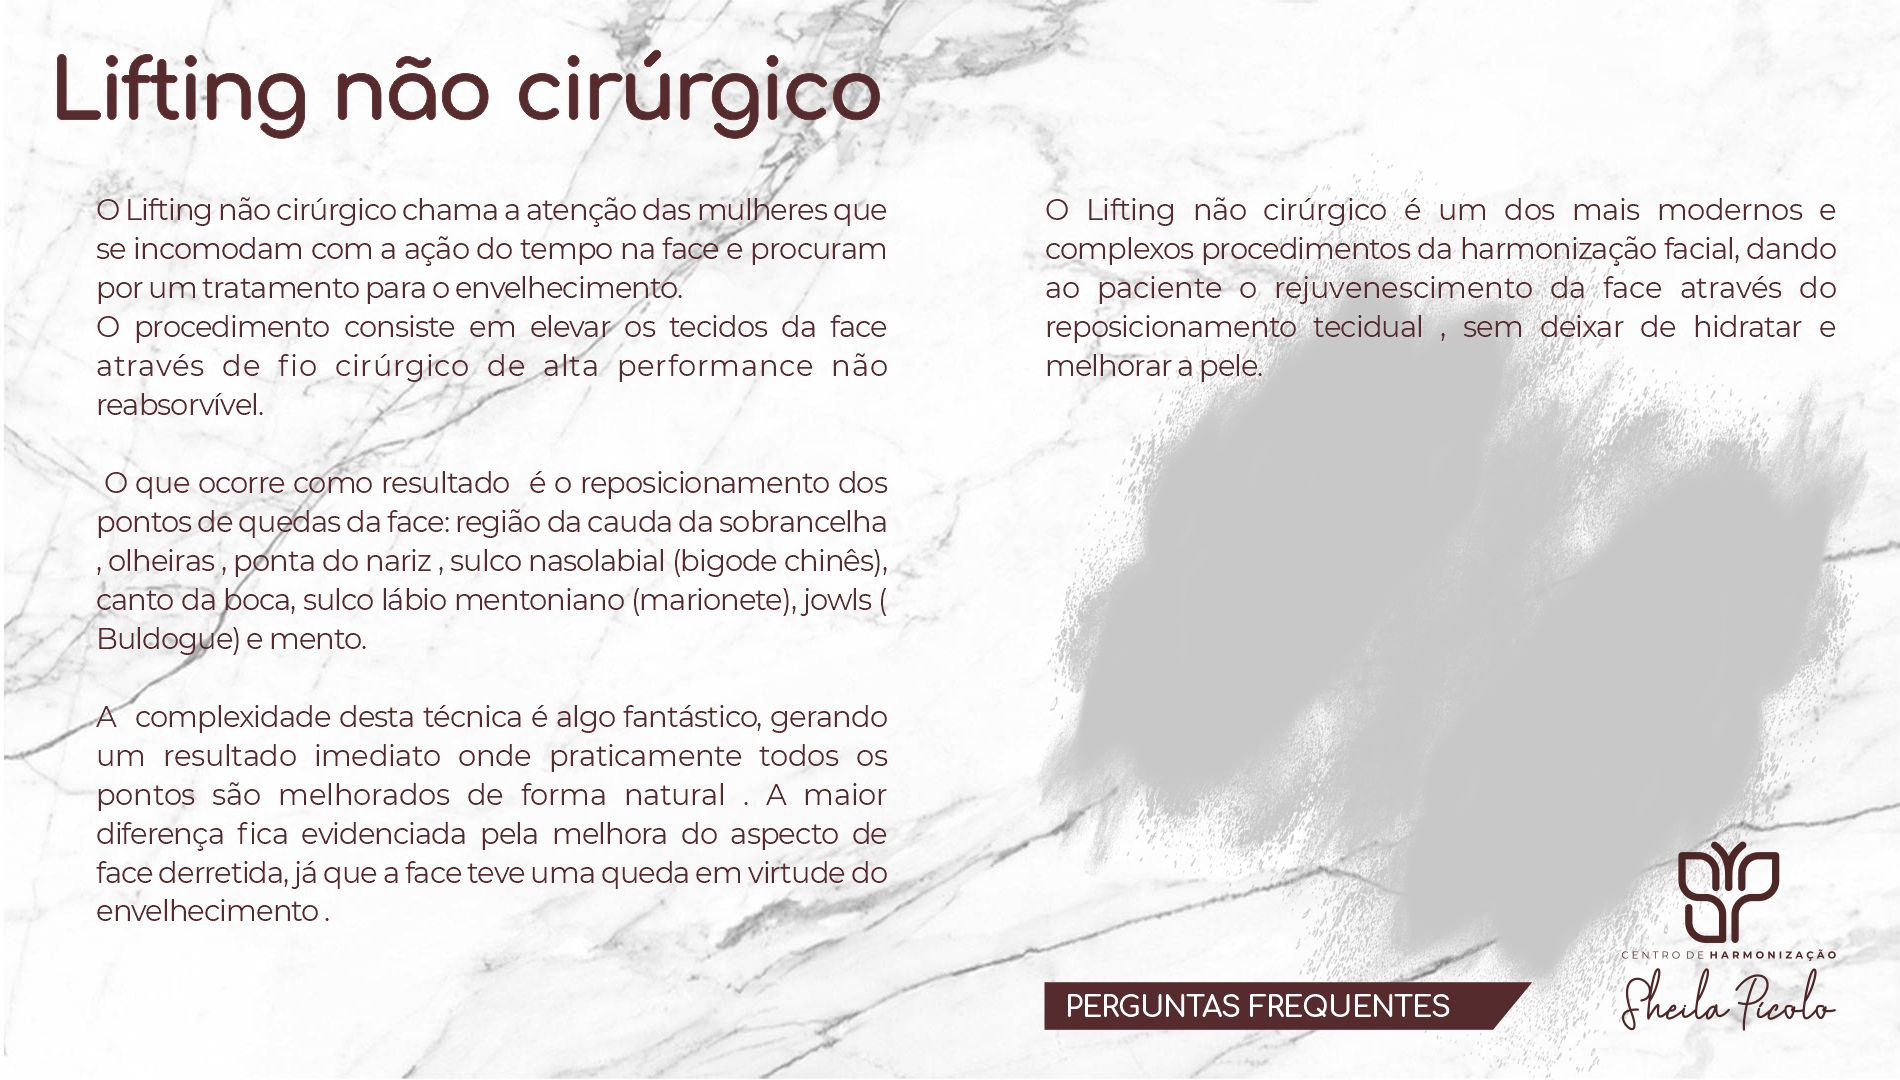 Lifting não cirúrgico
O Lifting não cirúrgico chama a atenção das mulheres que
se incomodam com a ação do tempo na face e procuram
por um tratamento para o envelhecimento.
O procedimento consiste em elevar os tecidos da face
através de fio cirúrgico de alta performance não
reabsorvível.
O que ocorre como resultado  é o reposicionamento dos
pontos de quedas da face: região da cauda da sobrancelha
, olheiras , ponta do nariz , sulco nasolabial (bigode chinês),
canto da boca, sulco lábio mentoniano (marionete), jowls (
Buldogue) e mento.
A  complexidade desta técnica é algo fantástico, gerando
um resultado imediato onde praticamente todos os
pontos são melhorados de forma natural . A maior
diferença fica evidenciada pela melhora do aspecto de
face derretida, já que a face teve uma queda em virtude do
envelhecimento .
O Lifting não cirúrgico é um dos mais modernos e
complexos procedimentos da harmonização facial, dando
ao paciente o rejuvenescimento da face através do
reposicionamento tecidual , sem deixar de hidratar e
melhorar a pele.
PERGUNTAS FREQUENTES
CENTRO DE HARMONIZAÇÃO
Sheila Pícolo